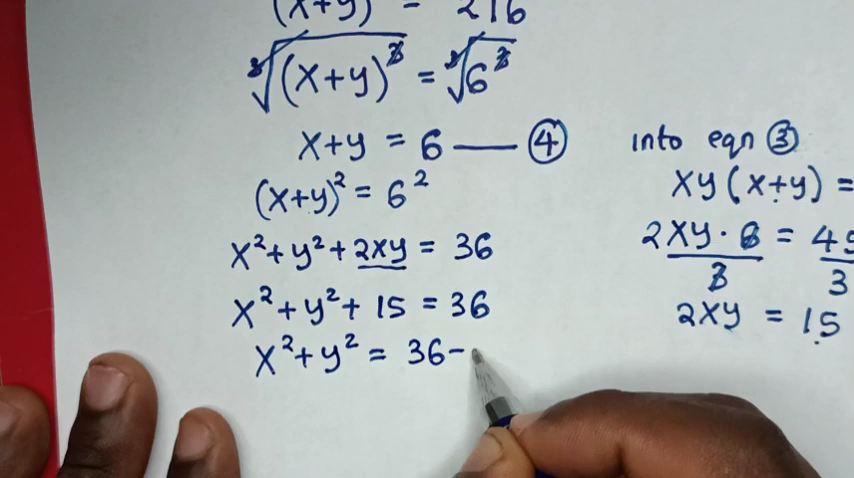 (x+y) = 216
∛(x+y)³ = ∛6³
x+y = 6 —— ④
(x+y)² = 6²
x²+y²+2xy = 36
x²+y²+15 = 36
x²+y² = 36-
into eqn ③
xy(x+y) =
2xy·6/3 = 45/3
2xy = 15